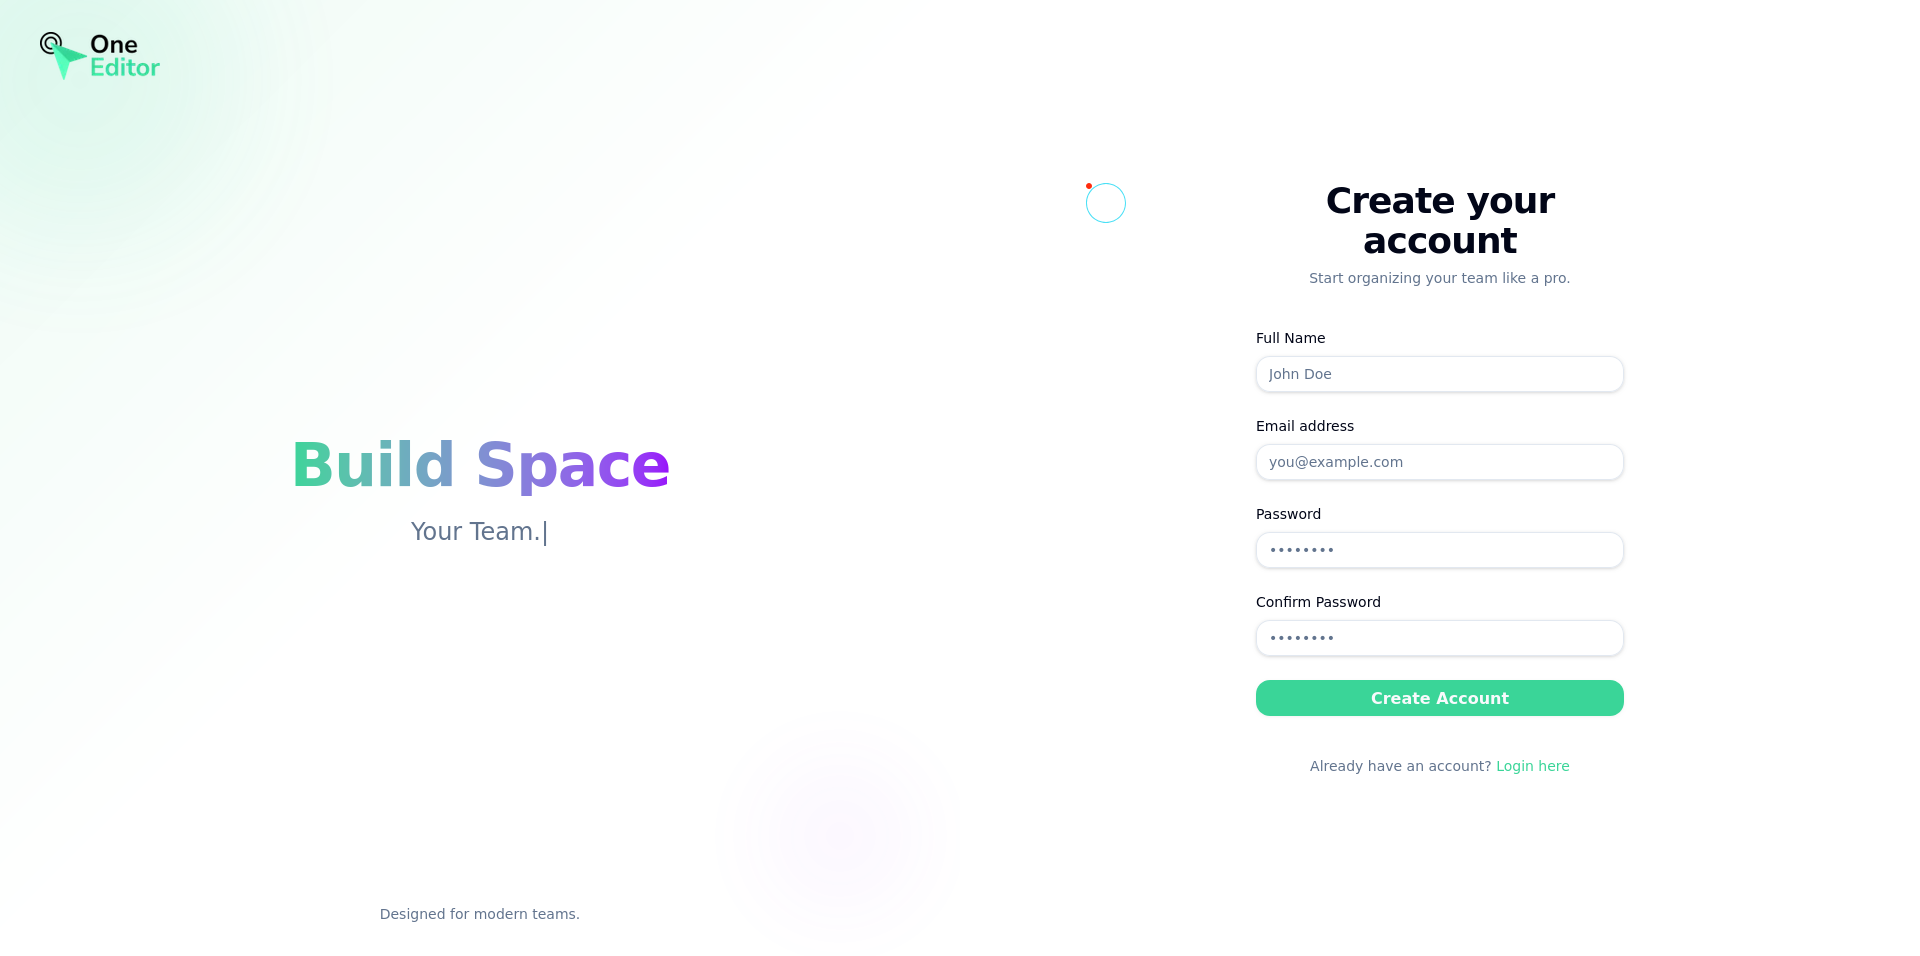 One
Editor
Build Space
Your Team.|
Designed for modern teams.
Create your
account
Start organizing your team like a pro.
Full Name
John Doe
Email address
you@example.com
Password
••••••••
Confirm Password
••••••••
Create Account
Already have an account? Login here